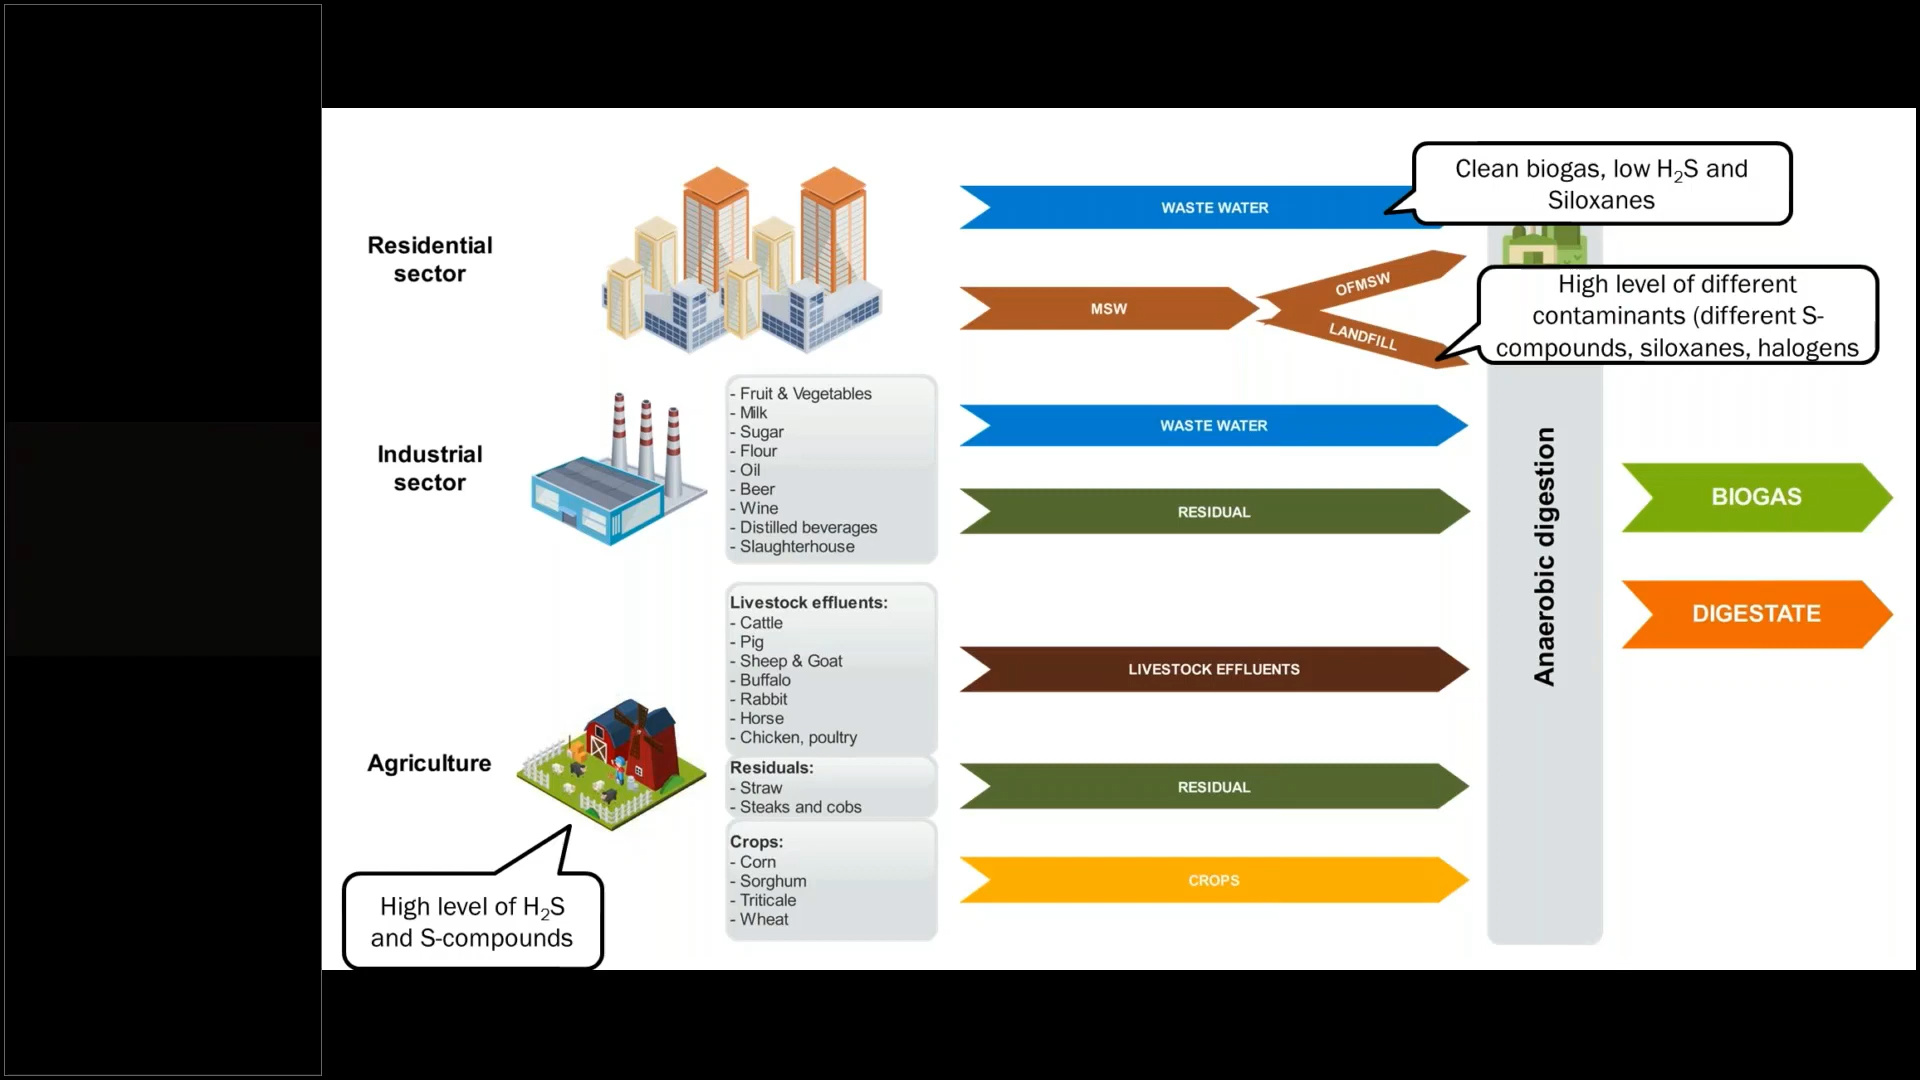 Clean biogas, low H₂S and
Siloxanes
WASTE WATER
Residential
sector
OFMSW
MSW
LANDFILL
High level of different
contaminants (different S-
compounds, siloxanes, halogens
Industrial
sector
- Fruit & Vegetables
- Milk
- Sugar
- Flour
- Oil
- Beer
- Wine
- Distilled beverages
- Slaughterhouse
WASTE WATER
RESIDUAL
Anaerobic digestion
BIOGAS
DIGESTATE
Agriculture
Livestock effluents:
- Cattle
- Pig
- Sheep & Goat
- Buffalo
- Rabbit
- Horse
- Chicken, poultry
LIVESTOCK EFFLUENTS
Residuals:
- Straw
- Steaks and cobs
RESIDUAL
Crops:
- Corn
- Sorghum
- Triticale
- Wheat
CROPS
High level of H₂S
and S-compounds